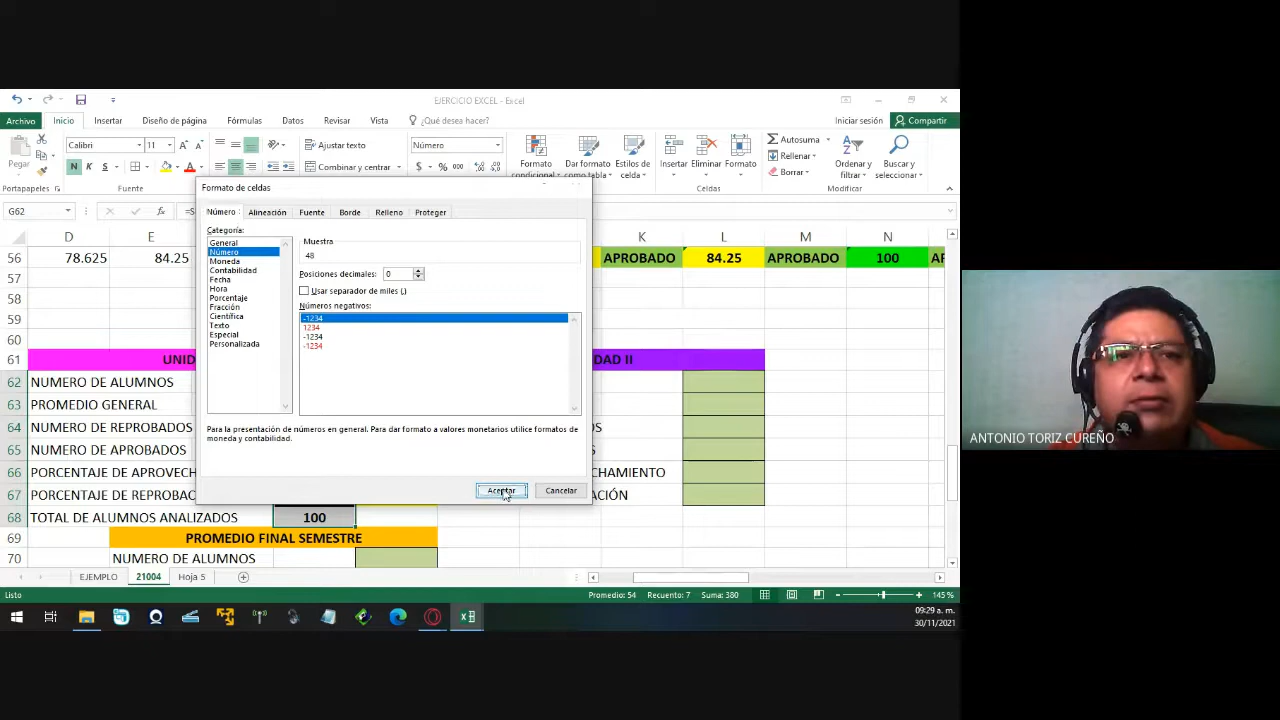 EJERCICIO EXCEL - Excel
Archivo Inicio Insertar Diseño de página Fórmulas Datos Revisar Vista ¿Qué desea hacer? Iniciar sesión Compartir
Pegar
Calibri 11
N K S
Ajustar texto
Combinar y centrar
Número
$ % 000
Formato condicional
Dar formato como tabla
Estilos de celda
Insertar Eliminar Formato
Autosuma
Rellenar
Borrar
Ordenar y filtrar
Buscar y seleccionar
Portapapeles Fuente Celdas Modificar
G62 fx =S
Formato de celdas
Número Alineación Fuente Borde Relleno Proteger
Categoría:
General
Número
Moneda
Contabilidad
Fecha
Hora
Porcentaje
Fracción
Científica
Texto
Especial
Personalizada
Muestra
48
Posiciones decimales: 0
Usar separador de miles (,)
Números negativos:
-1234
1234
-1234
-1234
Para la presentación de números en general. Para dar formato a valores monetarios utilice formatos de
moneda y contabilidad.
Aceptar Cancelar
D E K L M N
56 78.625 84.25 APROBADO 84.25 APROBADO 100 AF
57
58
59
60
61 UNID DAD II
62 NUMERO DE ALUMNOS
63 PROMEDIO GENERAL
64 NUMERO DE REPROBADOS OS
65 NUMERO DE APROBADOS
66 PORCENTAJE DE APROVECH CHAMIENTO
67 PORCENTAJE DE REPROBAC ACIÓN
68 TOTAL DE ALUMNOS ANALIZADOS 100
69 PROMEDIO FINAL SEMESTRE
70 NUMERO DE ALUMNOS
EJEMPLO 21004 Hoja 5
Listo Promedio: 54 Recuento: 7 Suma: 380 145 %
09:29 a. m.
30/11/2021
ANTONIO TORIZ CUREÑO